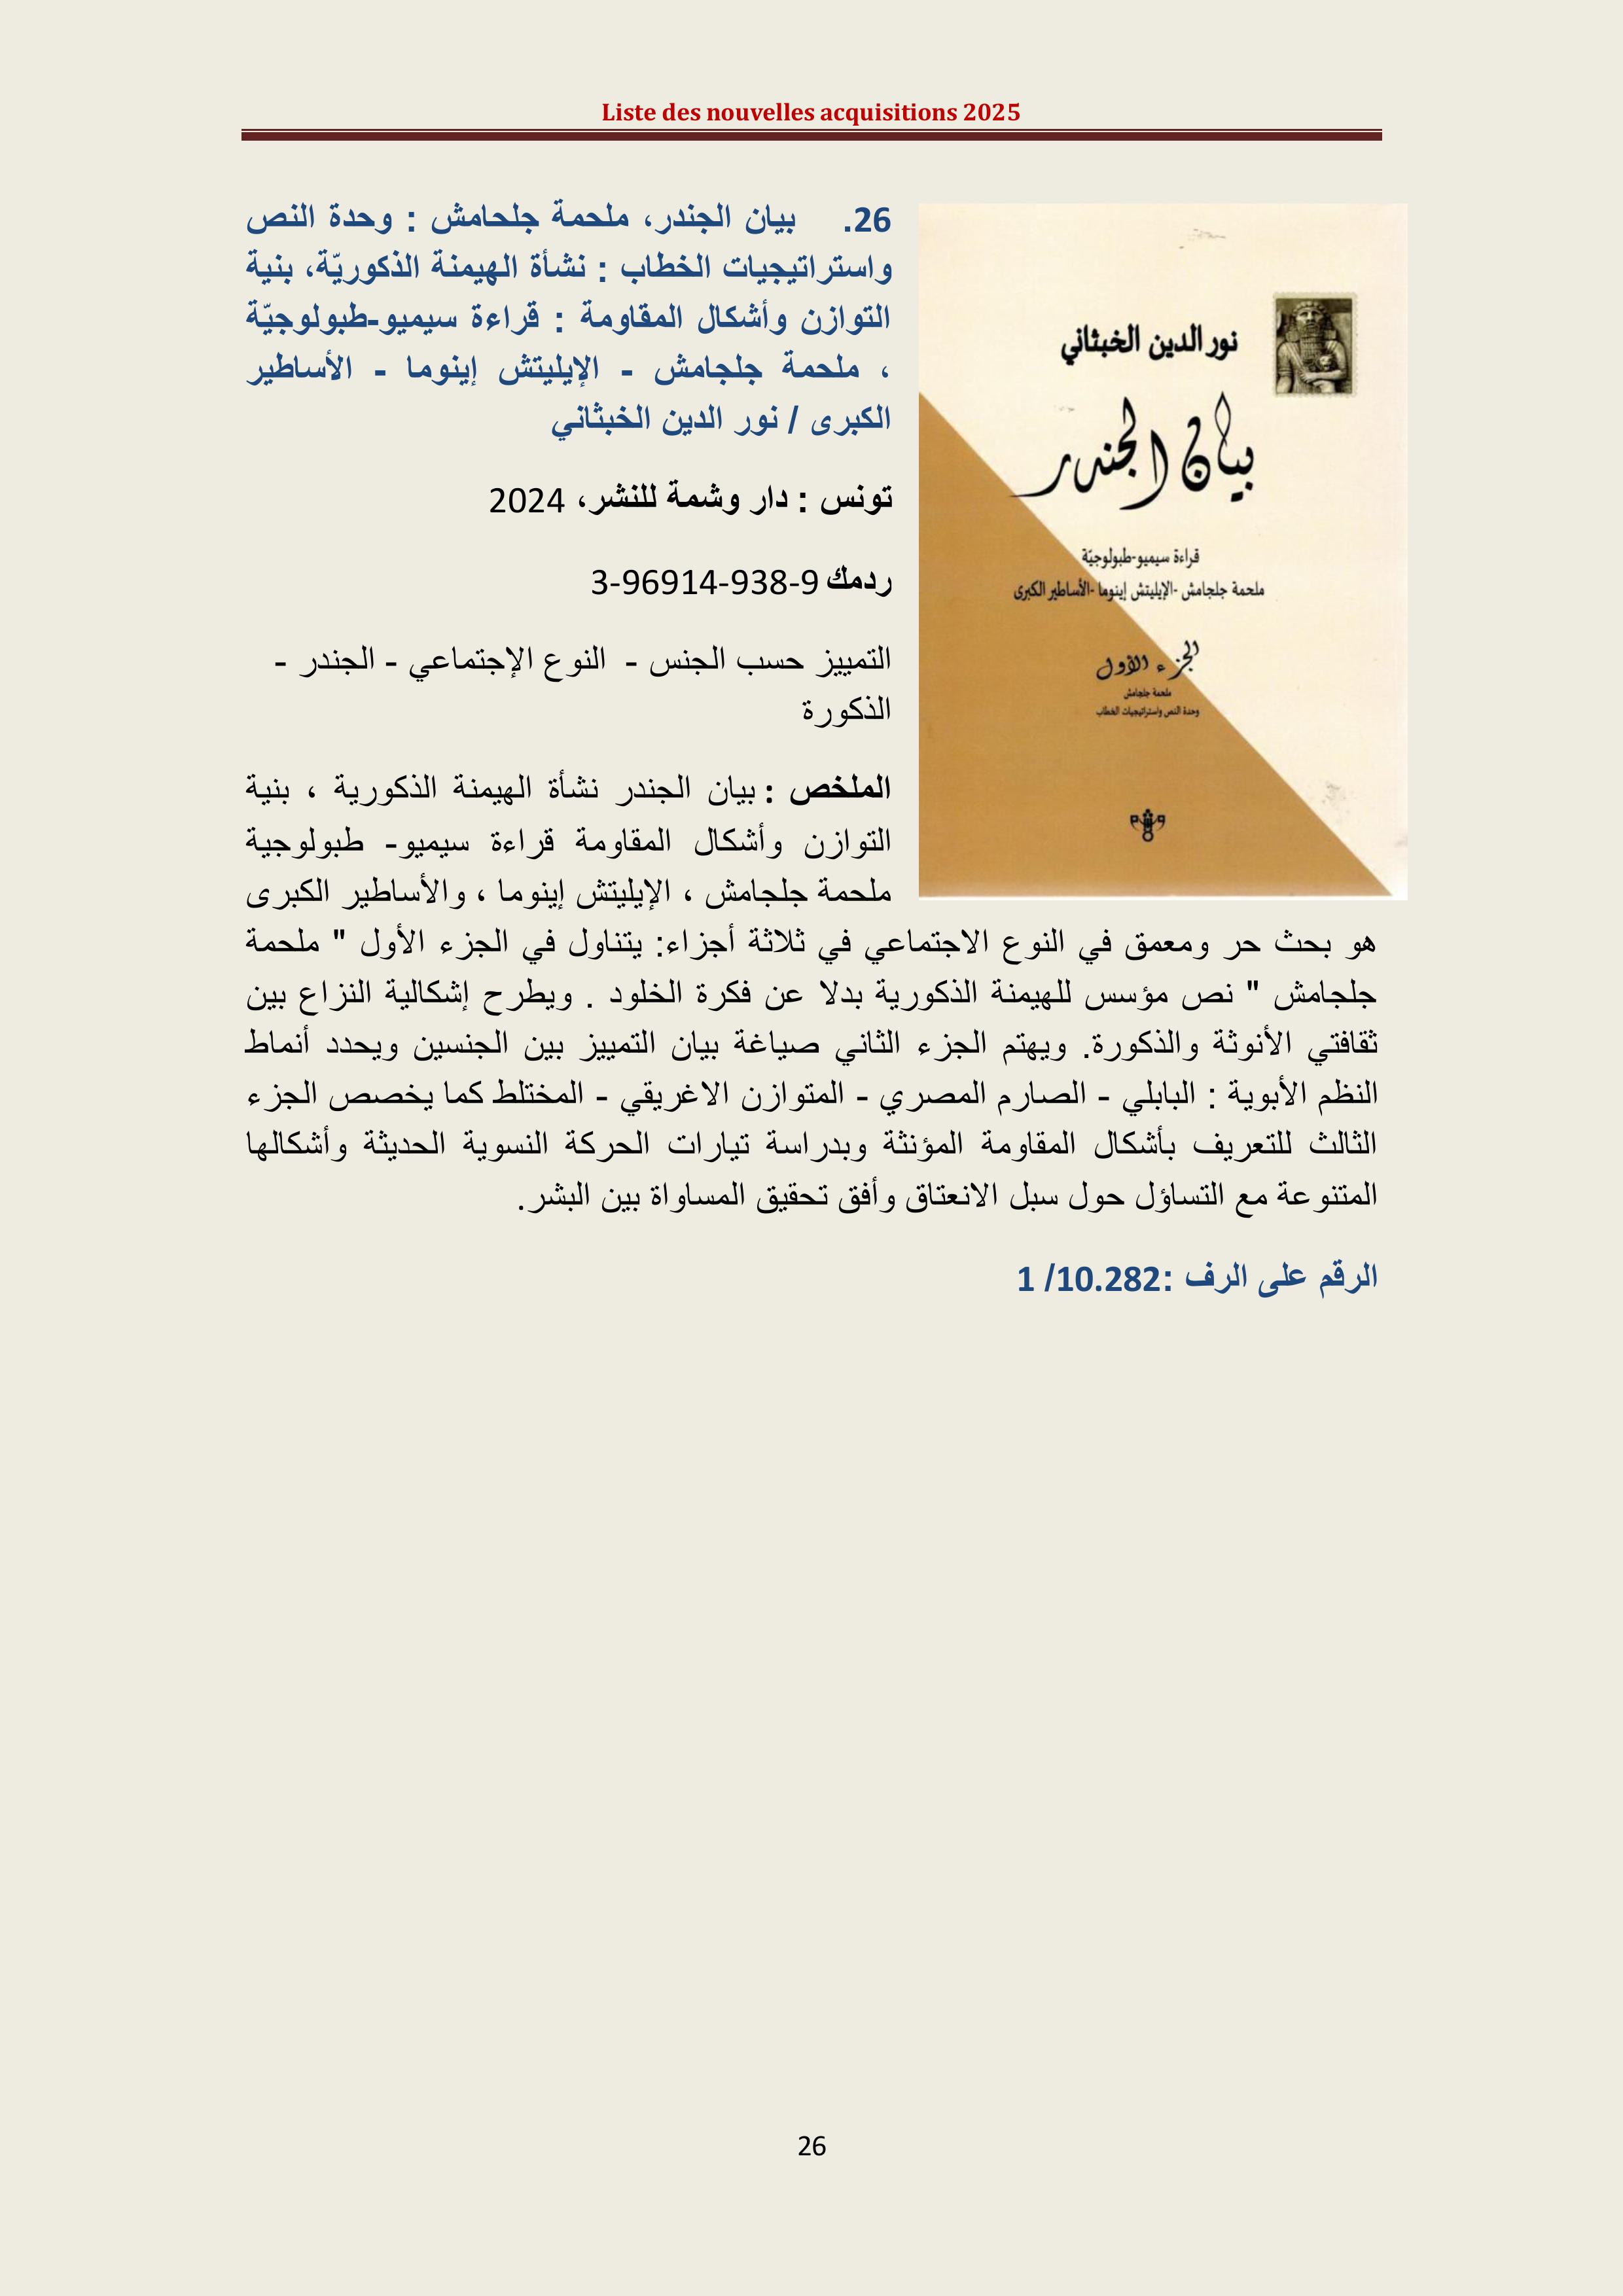 Liste des nouvelles acquisitions 2025
26. بيان الجندر، ملحمة جلحامش : وحدة النص
واستراتيجيات الخطاب : نشأة الهيمنة الذكوريّة، بنية
التوازن وأشكال المقاومة : قراءة سيميو-طبولوجيّة
، ملحمة جلجامش - الإيليتش إينوما - الأساطير
الكبرى / نور الدين الخبثاني
تونس : دار وشمة للنشر، 2024
ردمك 9-938-96914-3
التمييز حسب الجنس - النوع الإجتماعي - الجندر -
الذكورة
الملخص : بيان الجندر نشأة الهيمنة الذكورية ، بنية
التوازن وأشكال المقاومة قراءة سيميو- طبولوجية
ملحمة جلجامش ، الإيليتش إينوما ، والأساطير الكبرى
هو بحث حر ومعمق في النوع الاجتماعي في ثلاثة أجزاء: يتناول في الجزء الأول " ملحمة
جلجامش " نص مؤسس للهيمنة الذكورية بدلا عن فكرة الخلود . ويطرح إشكالية النزاع بين
ثقافتي الأنوثة والذكورة. ويهتم الجزء الثاني صياغة بيان التمييز بين الجنسين ويحدد أنماط
النظم الأبوية : البابلي - الصارم المصري - المتوازن الاغريقي - المختلط كما يخصص الجزء
الثالث للتعريف بأشكال المقاومة المؤنثة وبدراسة تيارات الحركة النسوية الحديثة وأشكالها
المتنوعة مع التساؤل حول سبل الانعتاق وأفق تحقيق المساواة بين البشر.
الرقم على الرف :10.282/ 1
نور الدين الخبثاني
بيان الجندر
قراءة سيميو-طبولوجيّة
ملحمة جلجامش -الإيليتش إينوما -الأساطير الكبرى
الجزء الأول
ملحمة جلجامش
وحدة النص واستراتيجيات الخطاب
26